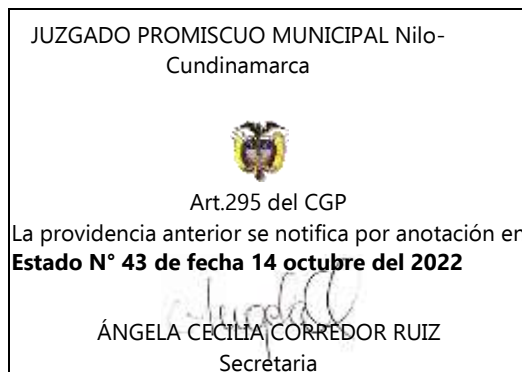 JUZGADO PROMISCUO MUNICIPAL Nilo-
Cundinamarca
Art.295 del CGP
La providencia anterior se notifica por anotación en
Estado N° 43 de fecha 14 octubre del 2022
ÁNGELA CECILIA CORREDOR RUIZ
Secretaria